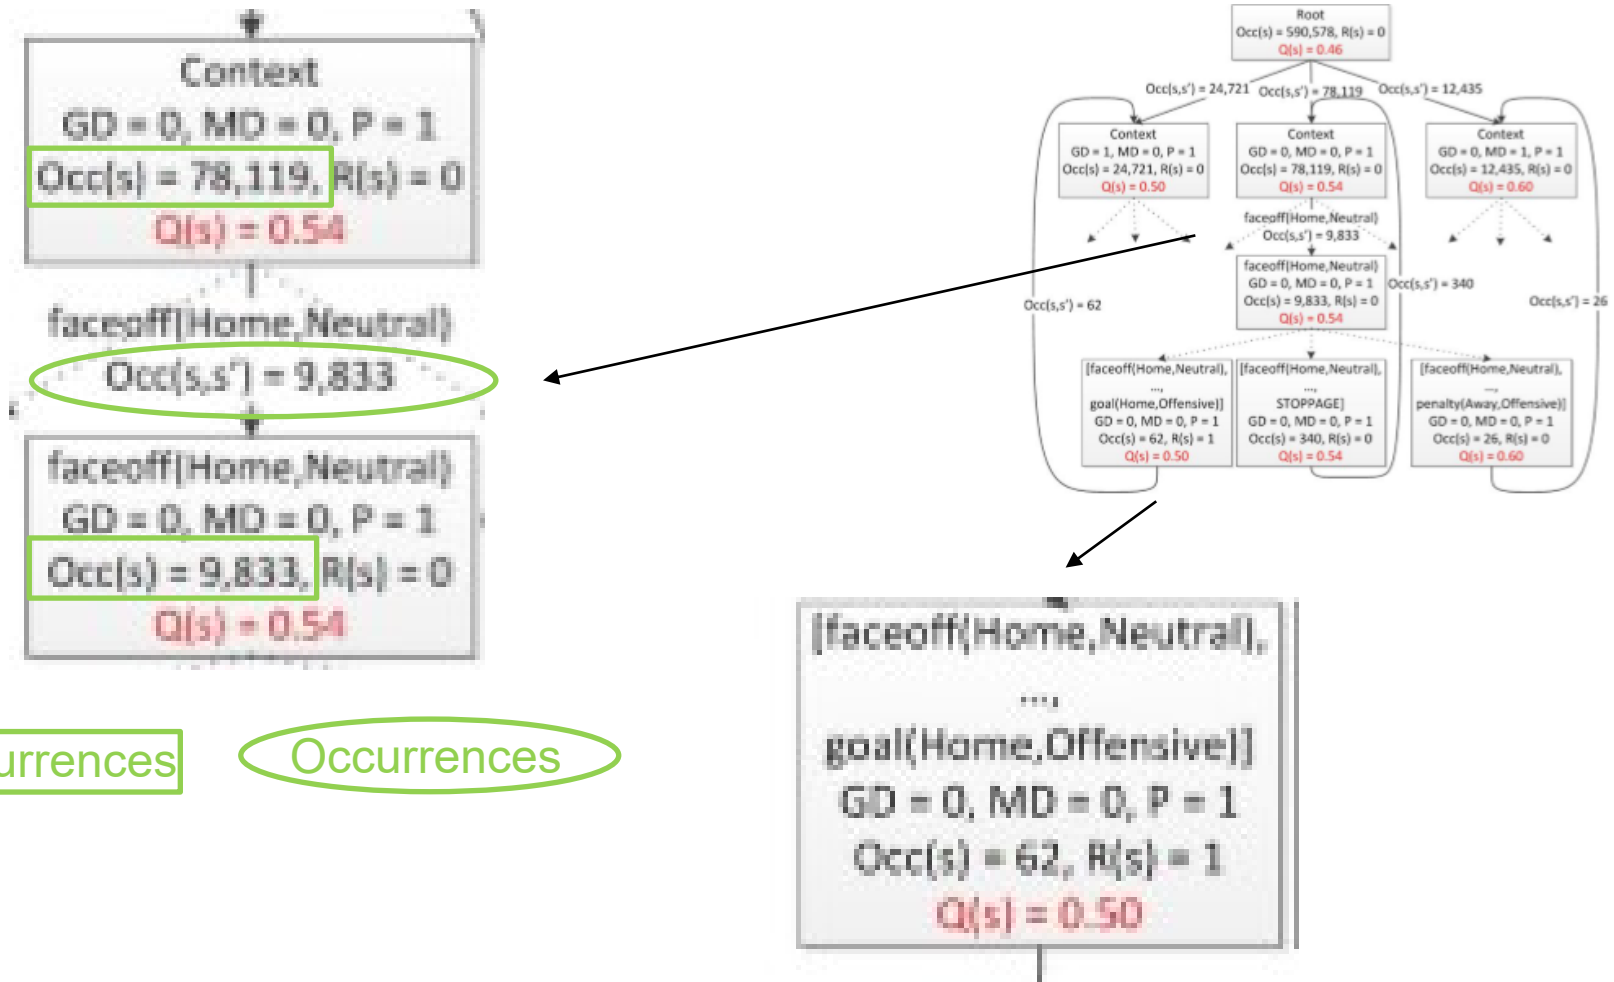 Context
GD = 0, MD = 0, P = 1
Occ(s) = 78,119, R(s) = 0
Q(s) = 0.54
faceoff(Home,Neutral)
Occ(s,s') = 9,833
faceoff(Home,Neutral)
GD = 0, MD = 0, P = 1
Occ(s) = 9,833, R(s) = 0
Q(s) = 0.54
urrences
Occurrences
Root
Occ(s) = 590,578, R(s) = 0
Q(s) = 0.46
Occ(s,s') = 24,721
Occ(s,s') = 78,119
Occ(s,s') = 12,435
Context
GD = 1, MD = 0, P = 1
Occ(s) = 24,721, R(s) = 0
Q(s) = 0.50
Context
GD = 0, MD = 0, P = 1
Occ(s) = 78,119, R(s) = 0
Q(s) = 0.54
Context
GD = 0, MD = 1, P = 1
Occ(s) = 12,435, R(s) = 0
Q(s) = 0.60
faceoff(Home,Neutral)
Occ(s,s') = 9,833
faceoff(Home,Neutral)
GD = 0, MD = 0, P = 1
Occ(s) = 9,833, R(s) = 0
Q(s) = 0.54
Occ(s,s') = 62
Occ(s,s') = 340
Occ(s,s') = 26
[faceoff(Home,Neutral),
...,
goal(Home,Offensive)]
GD = 0, MD = 0, P = 1
Occ(s) = 62, R(s) = 1
Q(s) = 0.50
[faceoff(Home,Neutral),
...,
STOPPAGE]
GD = 0, MD = 0, P = 1
Occ(s) = 340, R(s) = 0
Q(s) = 0.54
[faceoff(Home,Neutral),
...,
penalty(Away,Offensive)]
GD = 0, MD = 0, P = 1
Occ(s) = 26, R(s) = 0
Q(s) = 0.60
[faceoff(Home,Neutral),
...,
goal(Home,Offensive)]
GD = 0, MD = 0, P = 1
Occ(s) = 62, R(s) = 1
Q(s) = 0.50